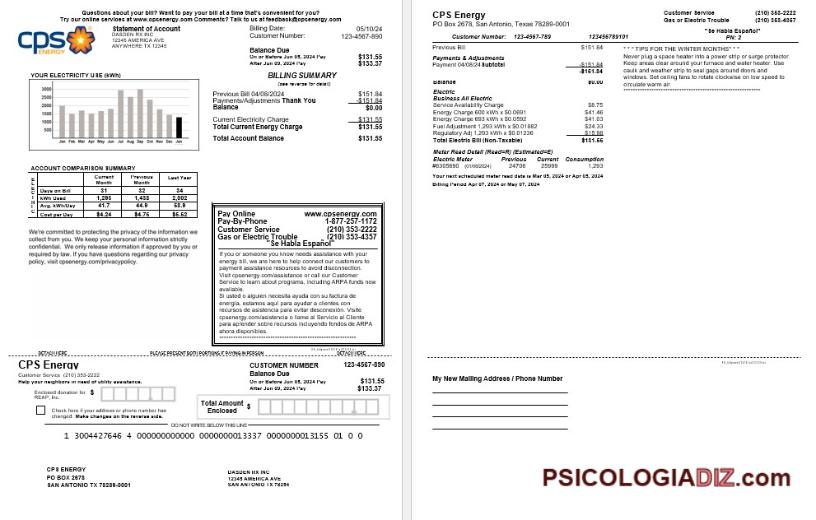 Questions about your bill? Want to pay your bill at a time that's convenient for you?
Try our online services at www.cpsenergy.com Comments? Talk to us at feedback@cpsenergy.com
cps
ENERGY
Statement of Account
DASDEN RX INC
12345 AMERICA AVE
ANYWHERE TX 12345
Billing Date: 05/10/24
Customer Number: 123-4567-890
Balance Due
On or Before Jun 05, 2024 Pay $131.55
After Jun 09, 2024 Pay $133.37
YOUR ELECTRICITY USE (kWh)
3000
2500
2000
1500
1000
500
0
Jan Feb Mar Apr May Jun Jul Aug Sep Oct Nov Dec Jan
BILLING SUMMARY
(see reverse for detail)
Previous Bill 04/08/2024 $151.84
Payments/Adjustments Thank You -$151.84
Balance $0.00
Current Electricity Charge $131.55
Total Current Energy Charge $131.55
Total Account Balance $131.55
ACCOUNT COMPARISON SUMMARY
ELECTRIC
Current Month Previous Month Last Year
Days on Bill 31 32 34
kWh Used
Avg. kWh/Day 41.7 44.9
Cost per Day $4.24 $4.75
We're committed to protecting the privacy of the information we
collect from you. We keep your personal information strictly
confidential. We only release information if approved by you or
required by law. If you have questions regarding our privacy
policy, visit cpsenergy.com/privacypolicy.
Pay Online www.cpsenergy.com
Pay-By-Phone 1-877-257-1172
Customer Service (210) 353-2222
Gas or Electric Trouble (210) 353-4357
"Se Habla Español"
If you or someone you know needs assistance with your
energy bill, we are here to help connect our customers to
payment assistance resources to avoid disconnection.
Visit cpsenergy.com/assistance or call our Customer
Service to learn about programs, including ARPA funds now
available.
Si usted o alguien necesita ayuda con su factura de
energía, estamos aquí para ayudar a clientes con
recursos de asistencia para evitar desconexión. Visite
cpsenergy.com/asistencia o llame al Servicio al Cliente
para aprender sobre recursos incluyendo fondos de ARPA
ahora disponibles.
DETACH HERE PLEASE PRESENT BOTH PORTIONS IF PAYING IN PERSON DETACH HERE
CPS Energy
Customer Service (210) 353-2222
Help your neighbors in need of utility assistance.
CUSTOMER NUMBER 123-4567-890
Balance Due
On or Before Jun 05, 2024 Pay $131.55
After Jun 09, 2024 Pay $133.37
Enclosed donation for
REAP, Inc. $
Total Amount
Enclosed $
Check here if your address or phone number has
changed. Make changes on the reverse side.
DO NOT WRITE BELOW THIS LINE
1 3004427646 4 000000000000 00000000013337 00000000013155 01 0 0
CPS ENERGY
PO BOX 2678
SAN ANTONIO TX 78289-0001
DASDEN RX INC
12345 AMERICA AVE
SAN ANTONIO TX
CPS Energy
PO Box 2678, San Antonio, Texas 78289-0001
Customer Service (210) 353-2222
Gas or Electric Trouble (210) 353-4357
"Se Habla Español"
Customer Number: 123-4567-789 123456789101 PN: 2
Previous Bill $151.84
Payments & Adjustments
Payment 04/08/24 Subtotal -$151.84
-$151.84
Balance $0.00
Electric
Business All Electric
Service Availability Charge $8.75
Energy Charge 600 kWh x $0.0691 $41.46
Energy Charge 693 kWh x $0.0592 $41.03
Fuel Adjustment 1,293 kWh x $0.01882 $24.33
Regulatory Adj 1,293 kWh x $0.01236 $15.98
Total Electric Bill (Non-Taxable) $131.55
Meter Read Detail (Read=R) (Estimated=E)
Electric Meter Previous Current Consumption
24706 25999 1,293
Your next scheduled meter read date is Mar 05, 2024 or Apr 05, 2024
Billing Period Apr 07, 2024 or May 07, 2024
* * * TIPS FOR THE WINTER MONTHS* * *
Never plug a space heater into a power strip or surge protector.
Keep areas clear around your furnace and water heater. Use
caulk and weather strip to seal gaps around doors and
windows. Set ceiling fans to rotate clockwise on low speed to
circulate warm air.
My New Mailing Address / Phone Number
PSICOLOGIADIZ.com